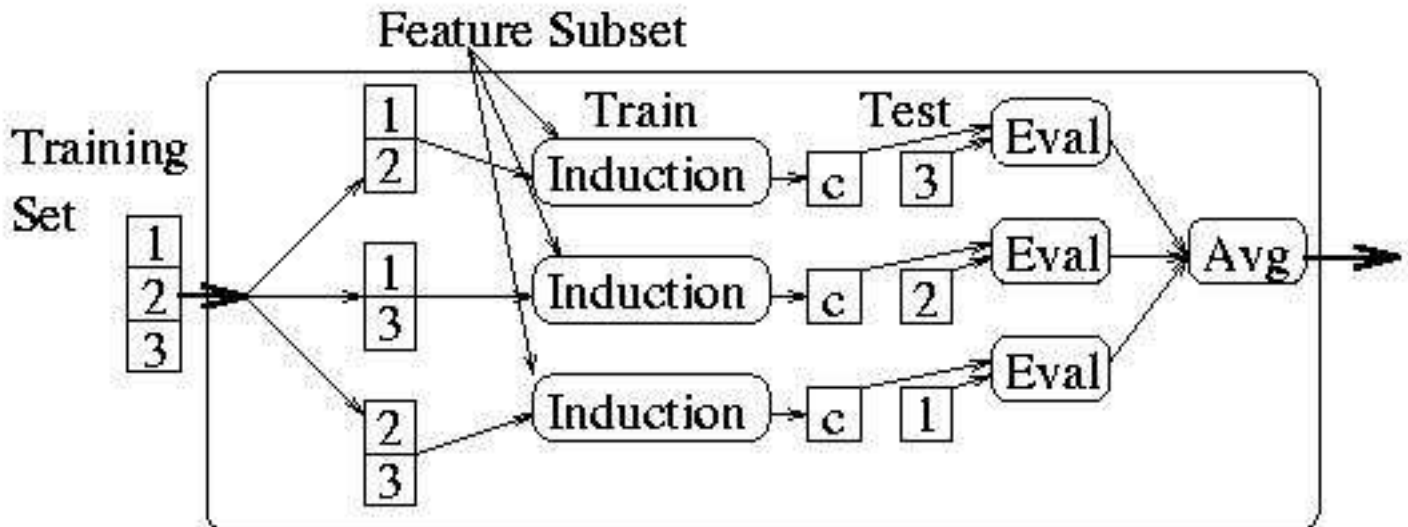 Feature Subset
Training
Set
1
2
3
1
2
1
3
2
3
Train
Induction
Induction
Induction
Test
c
3
c
2
c
1
Eval
Eval
Eval
Avg